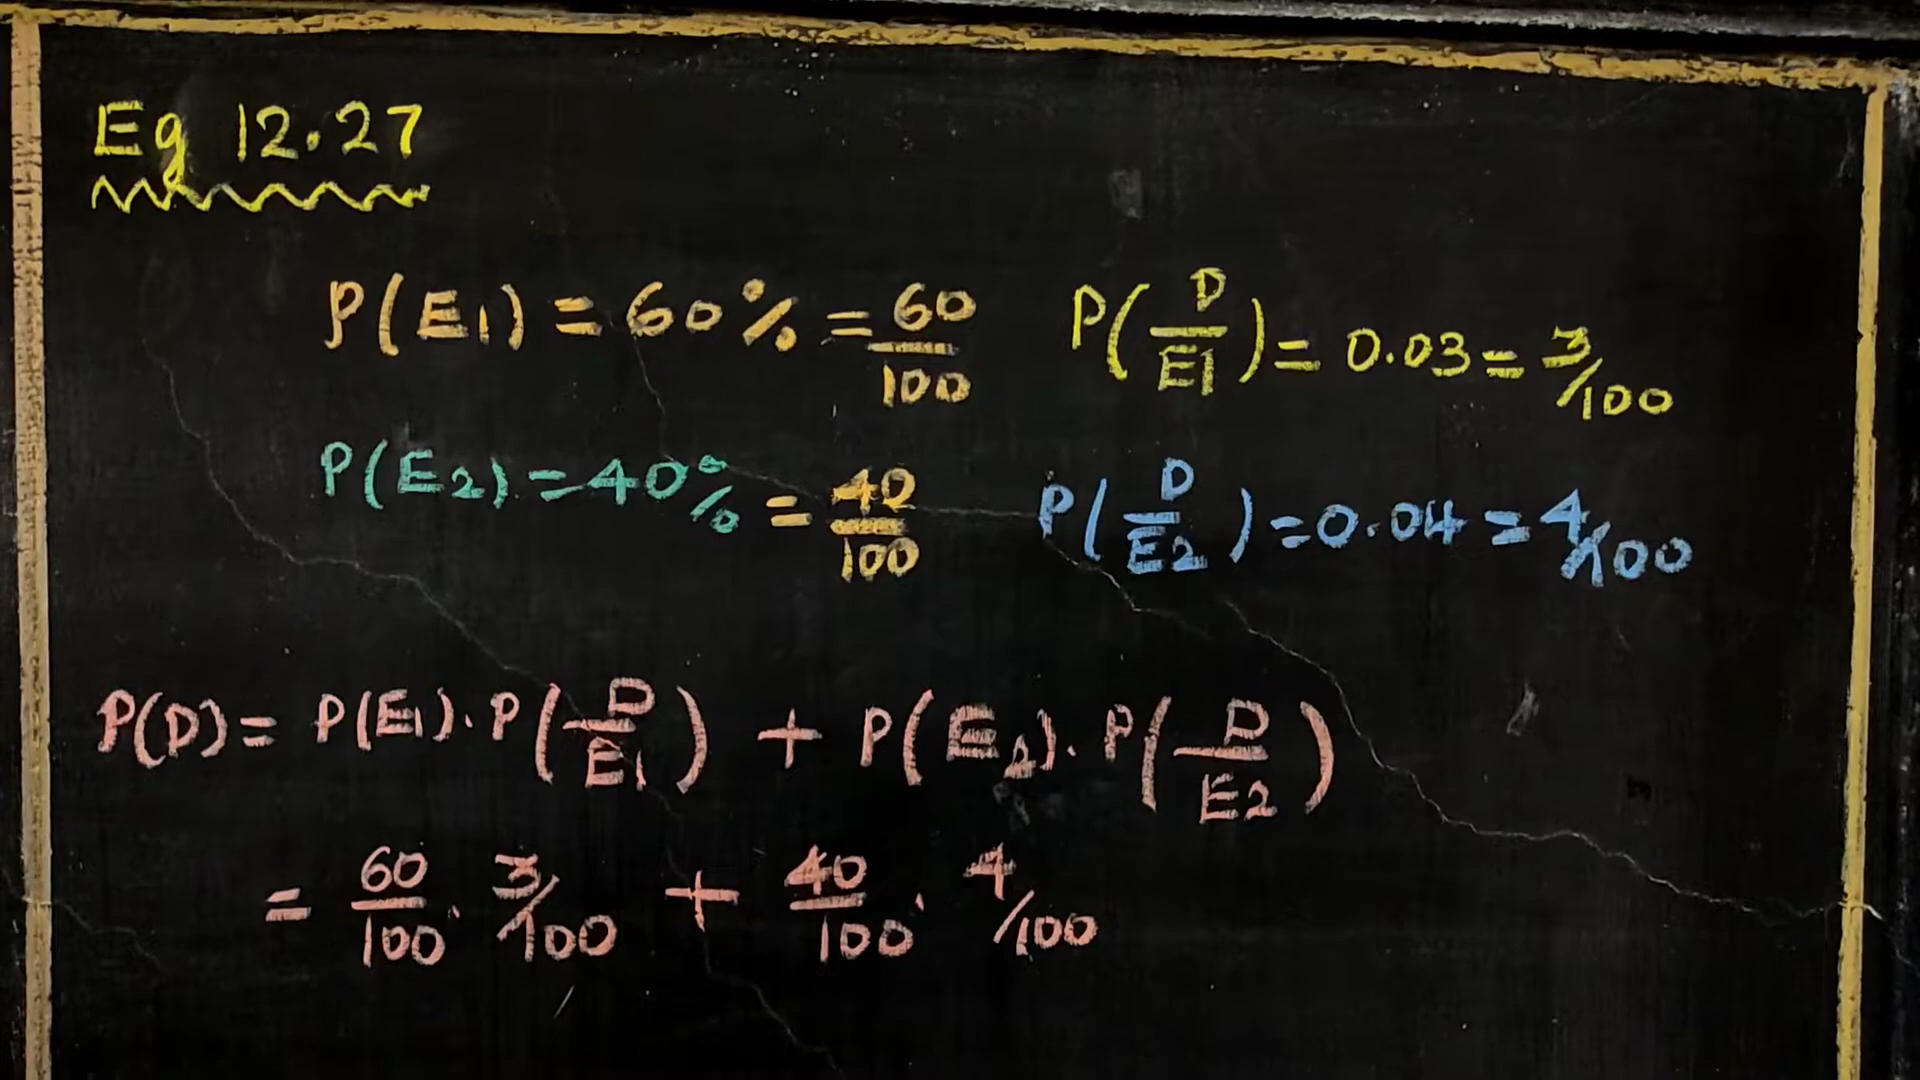 Eg 12.27
P(E1) = 60% = 60/100 P(D/E1) = 0.03 = 3/100
P(E2) = 40% = 40/100 P(D/E2) = 0.04 = 4/100
P(D) = P(E1). P(D/E1) + P(E2). P(D/E2)
= 60/100 . 3/100 + 40/100 . 4/100